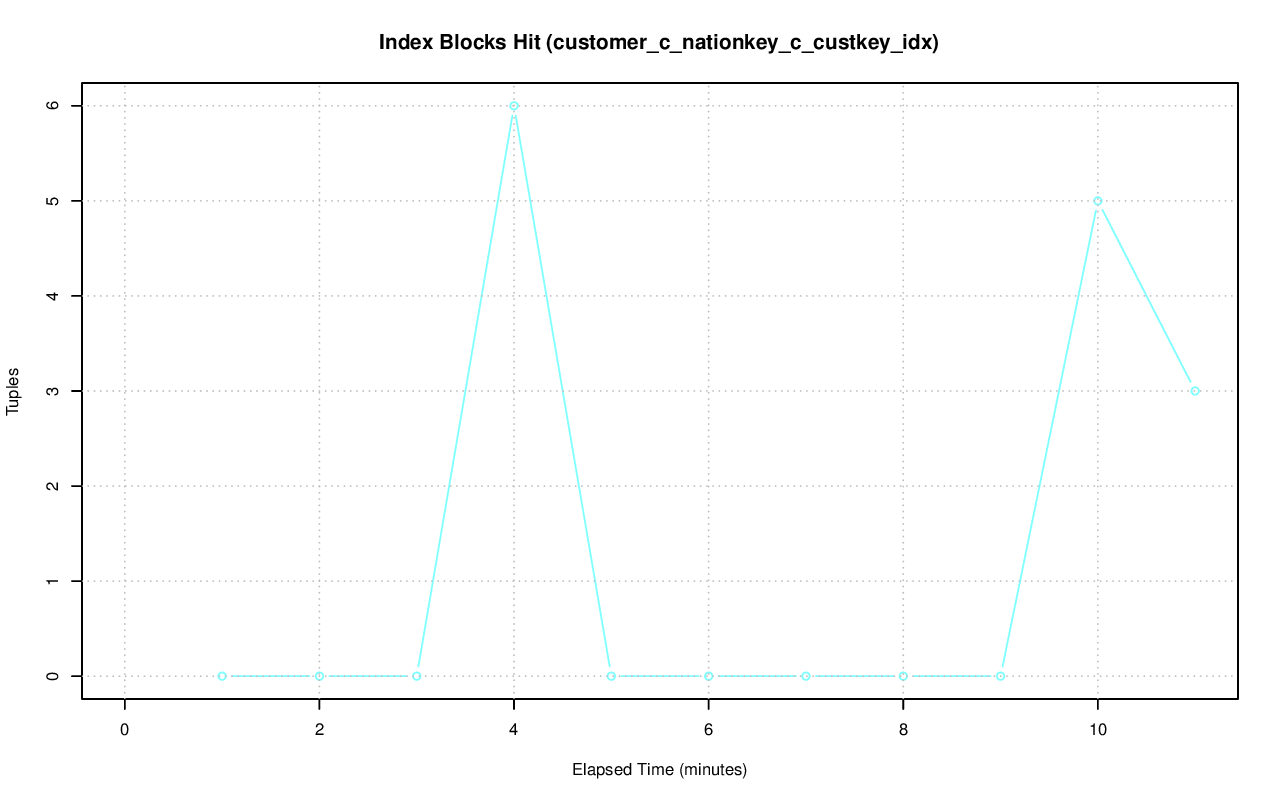 Index Blocks Hit (customer_c_nationkey_c_custkey_idx)
6
5
4
3
2
1
0
Tuples
0 2 4 6 8 10
Elapsed Time (minutes)